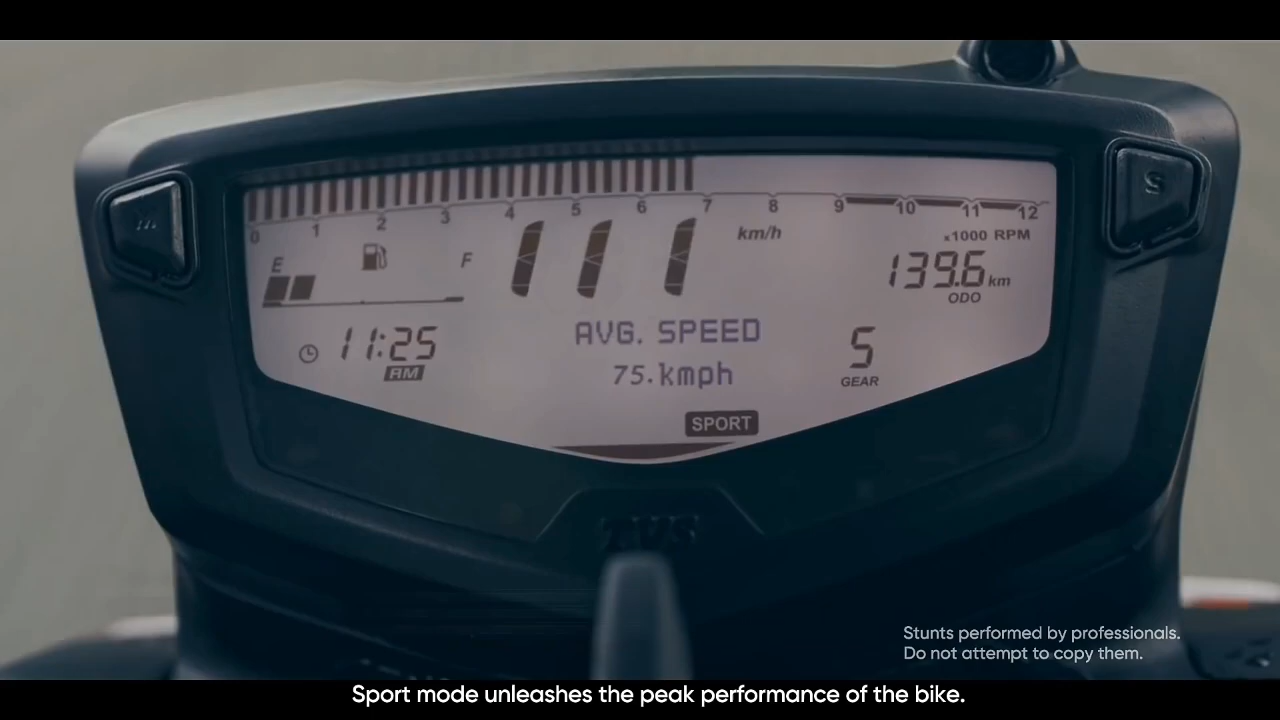 M
S
0 1 2 3 4 5 6 7 8 9 10 11 12
x1000 RPM
E F
111 km/h
139.6 km
ODO
11:25
AM
AVG. SPEED
75.kmph
5
GEAR
SPORT
TVS
Stunts performed by professionals.
Do not attempt to copy them.
Sport mode unleashes the peak performance of the bike.